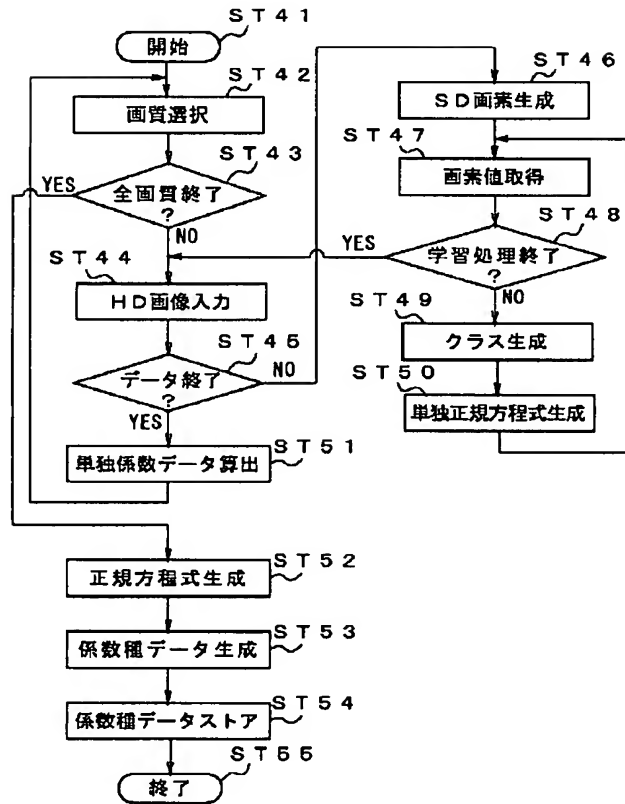 ST41
開始
ST42
画質選択
ST43
YES
全画質終了
?
NO
ST44
HD画像入力
ST45
データ終了
?
NO
YES
ST51
単独係数データ算出
ST46
SD画素生成
ST47
画素値取得
ST48
YES
学習処理終了
?
NO
ST49
クラス生成
ST50
単独正規方程式生成
ST52
正規方程式生成
ST53
係数種データ生成
ST54
係数種データストア
ST55
終了